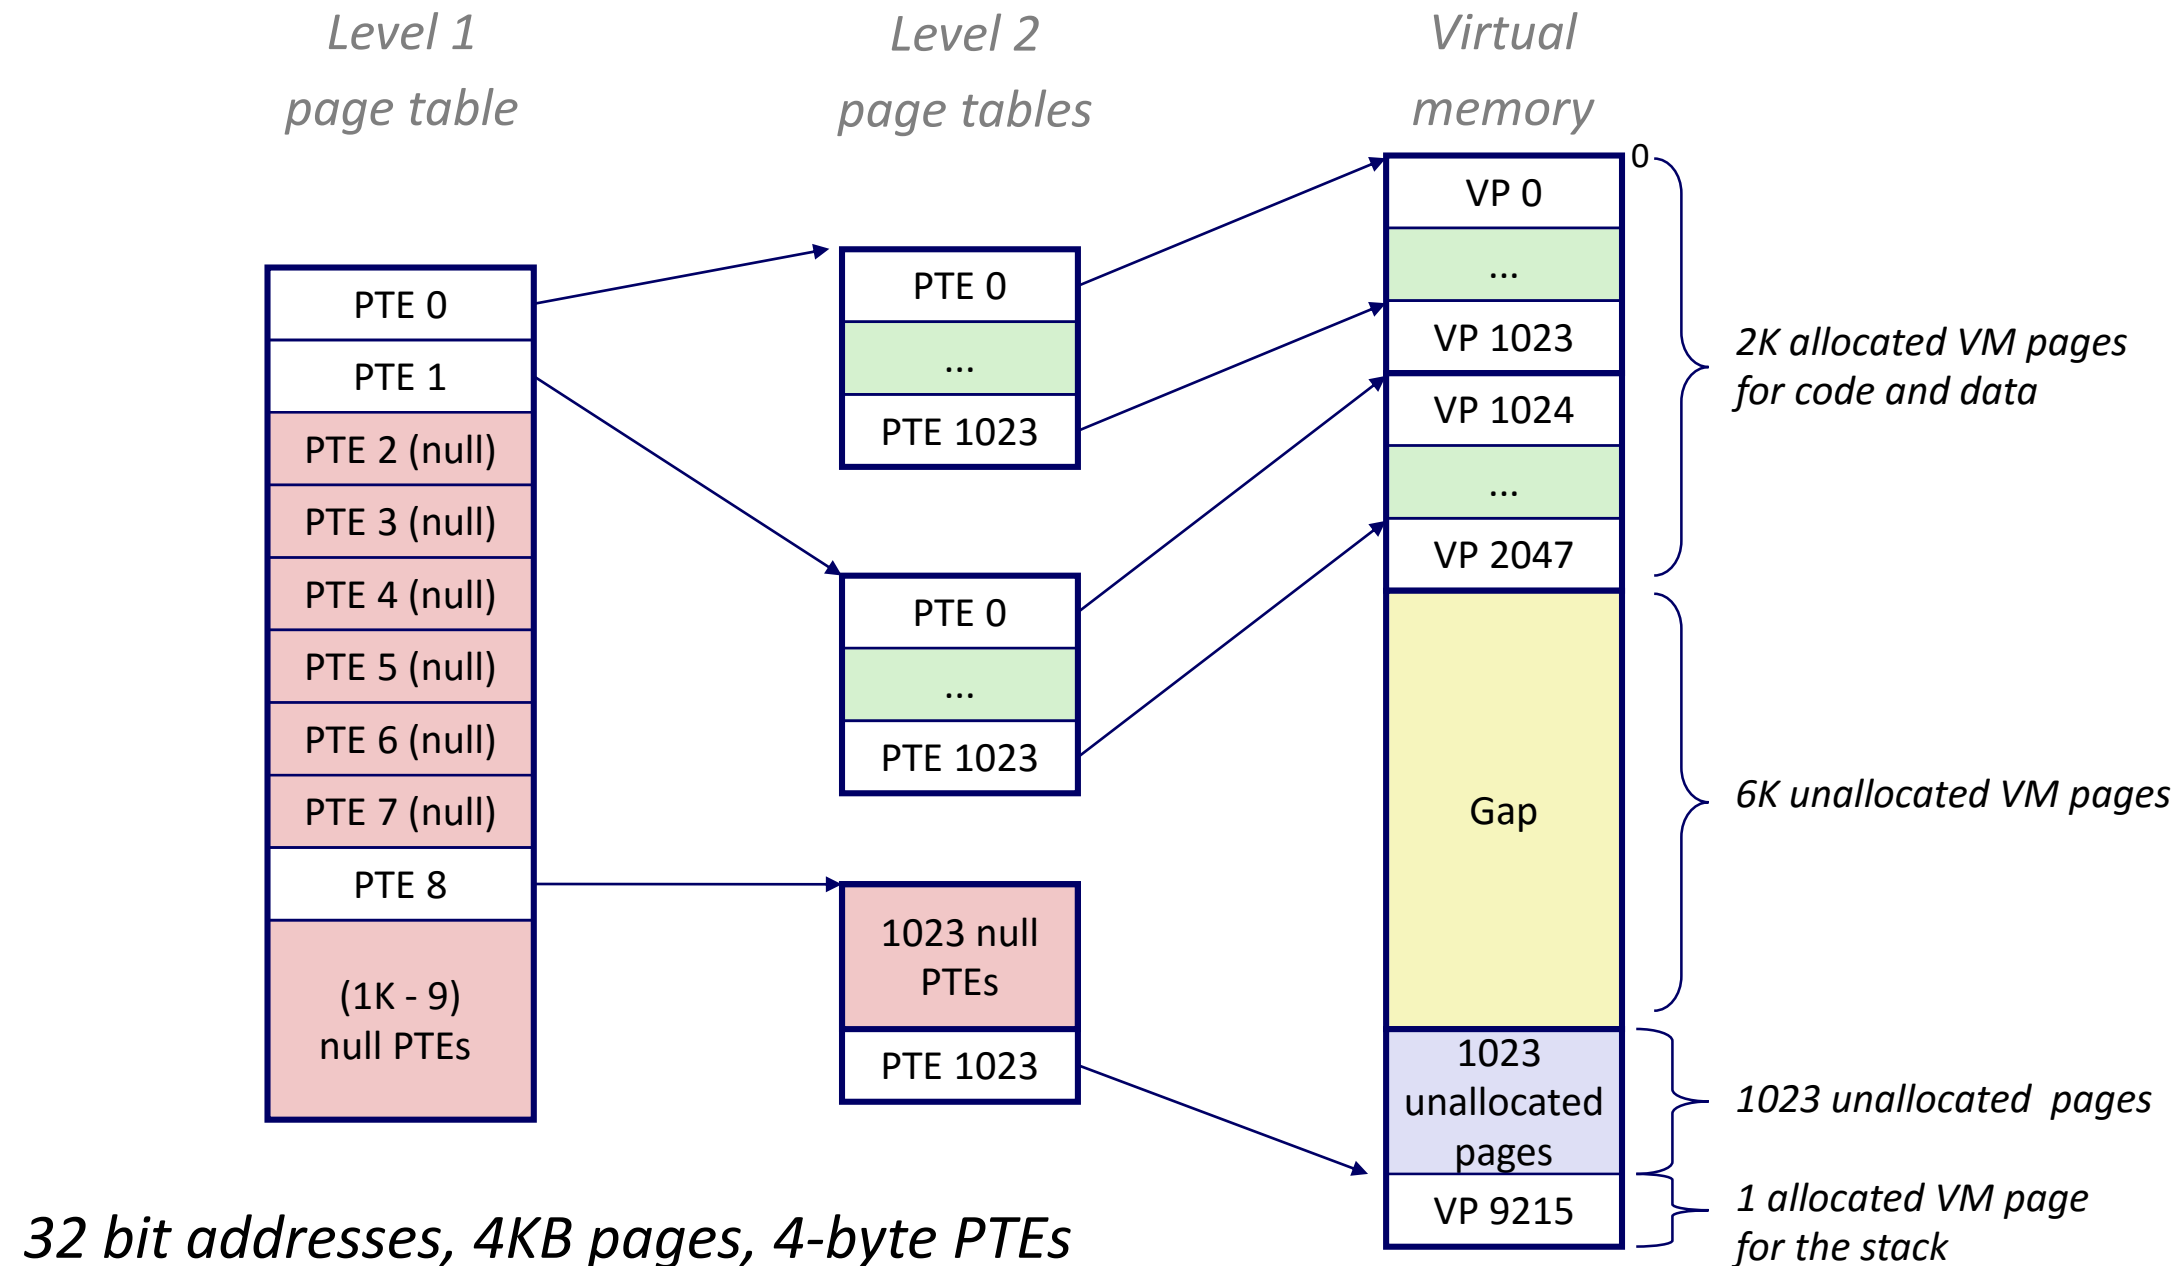 Level 1
page table
Level 2
page tables
Virtual
memory
PTE 0
PTE 1
PTE 2 (null)
PTE 3 (null)
PTE 4 (null)
PTE 5 (null)
PTE 6 (null)
PTE 7 (null)
PTE 8
(1K - 9)
null PTEs
PTE 0
...
PTE 1023
PTE 0
...
PTE 1023
1023 null
PTEs
PTE 1023
0
VP 0
...
VP 1023
VP 1024
...
VP 2047
Gap
1023
unallocated
pages
VP 9215
2K allocated VM pages
for code and data
6K unallocated VM pages
1023 unallocated  pages
1 allocated VM page
for the stack
32 bit addresses, 4KB pages, 4-byte PTEs